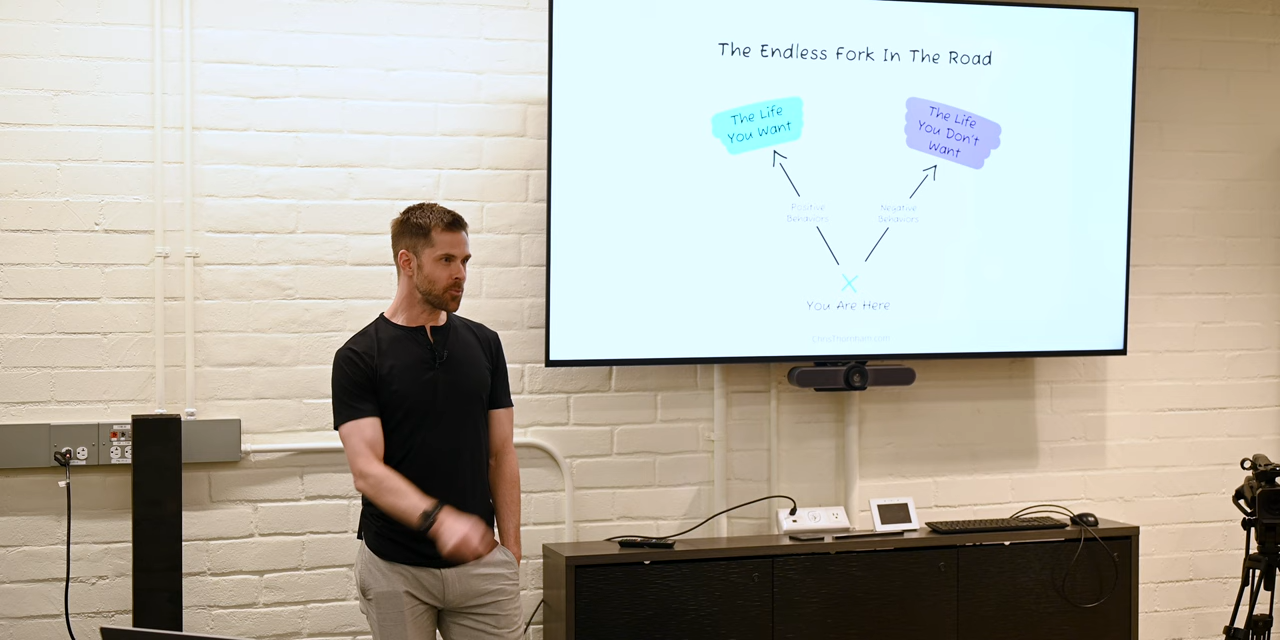 The Endless Fork In The Road
The Life
You Want
The Life
You Don't
Want
Positive
Behaviors
Negative
Behaviors
You Are Here